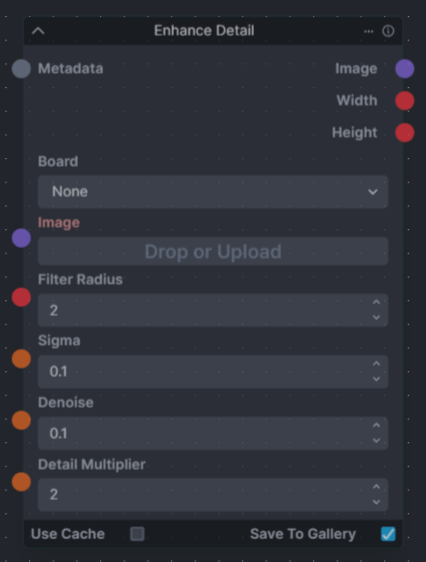 Enhance Detail
Metadata
Image
Width
Height
Board
None
Image
Drop or Upload
Filter Radius
2
Sigma
0.1
Denoise
0.1
Detail Multiplier
2
Use Cache
Save To Gallery